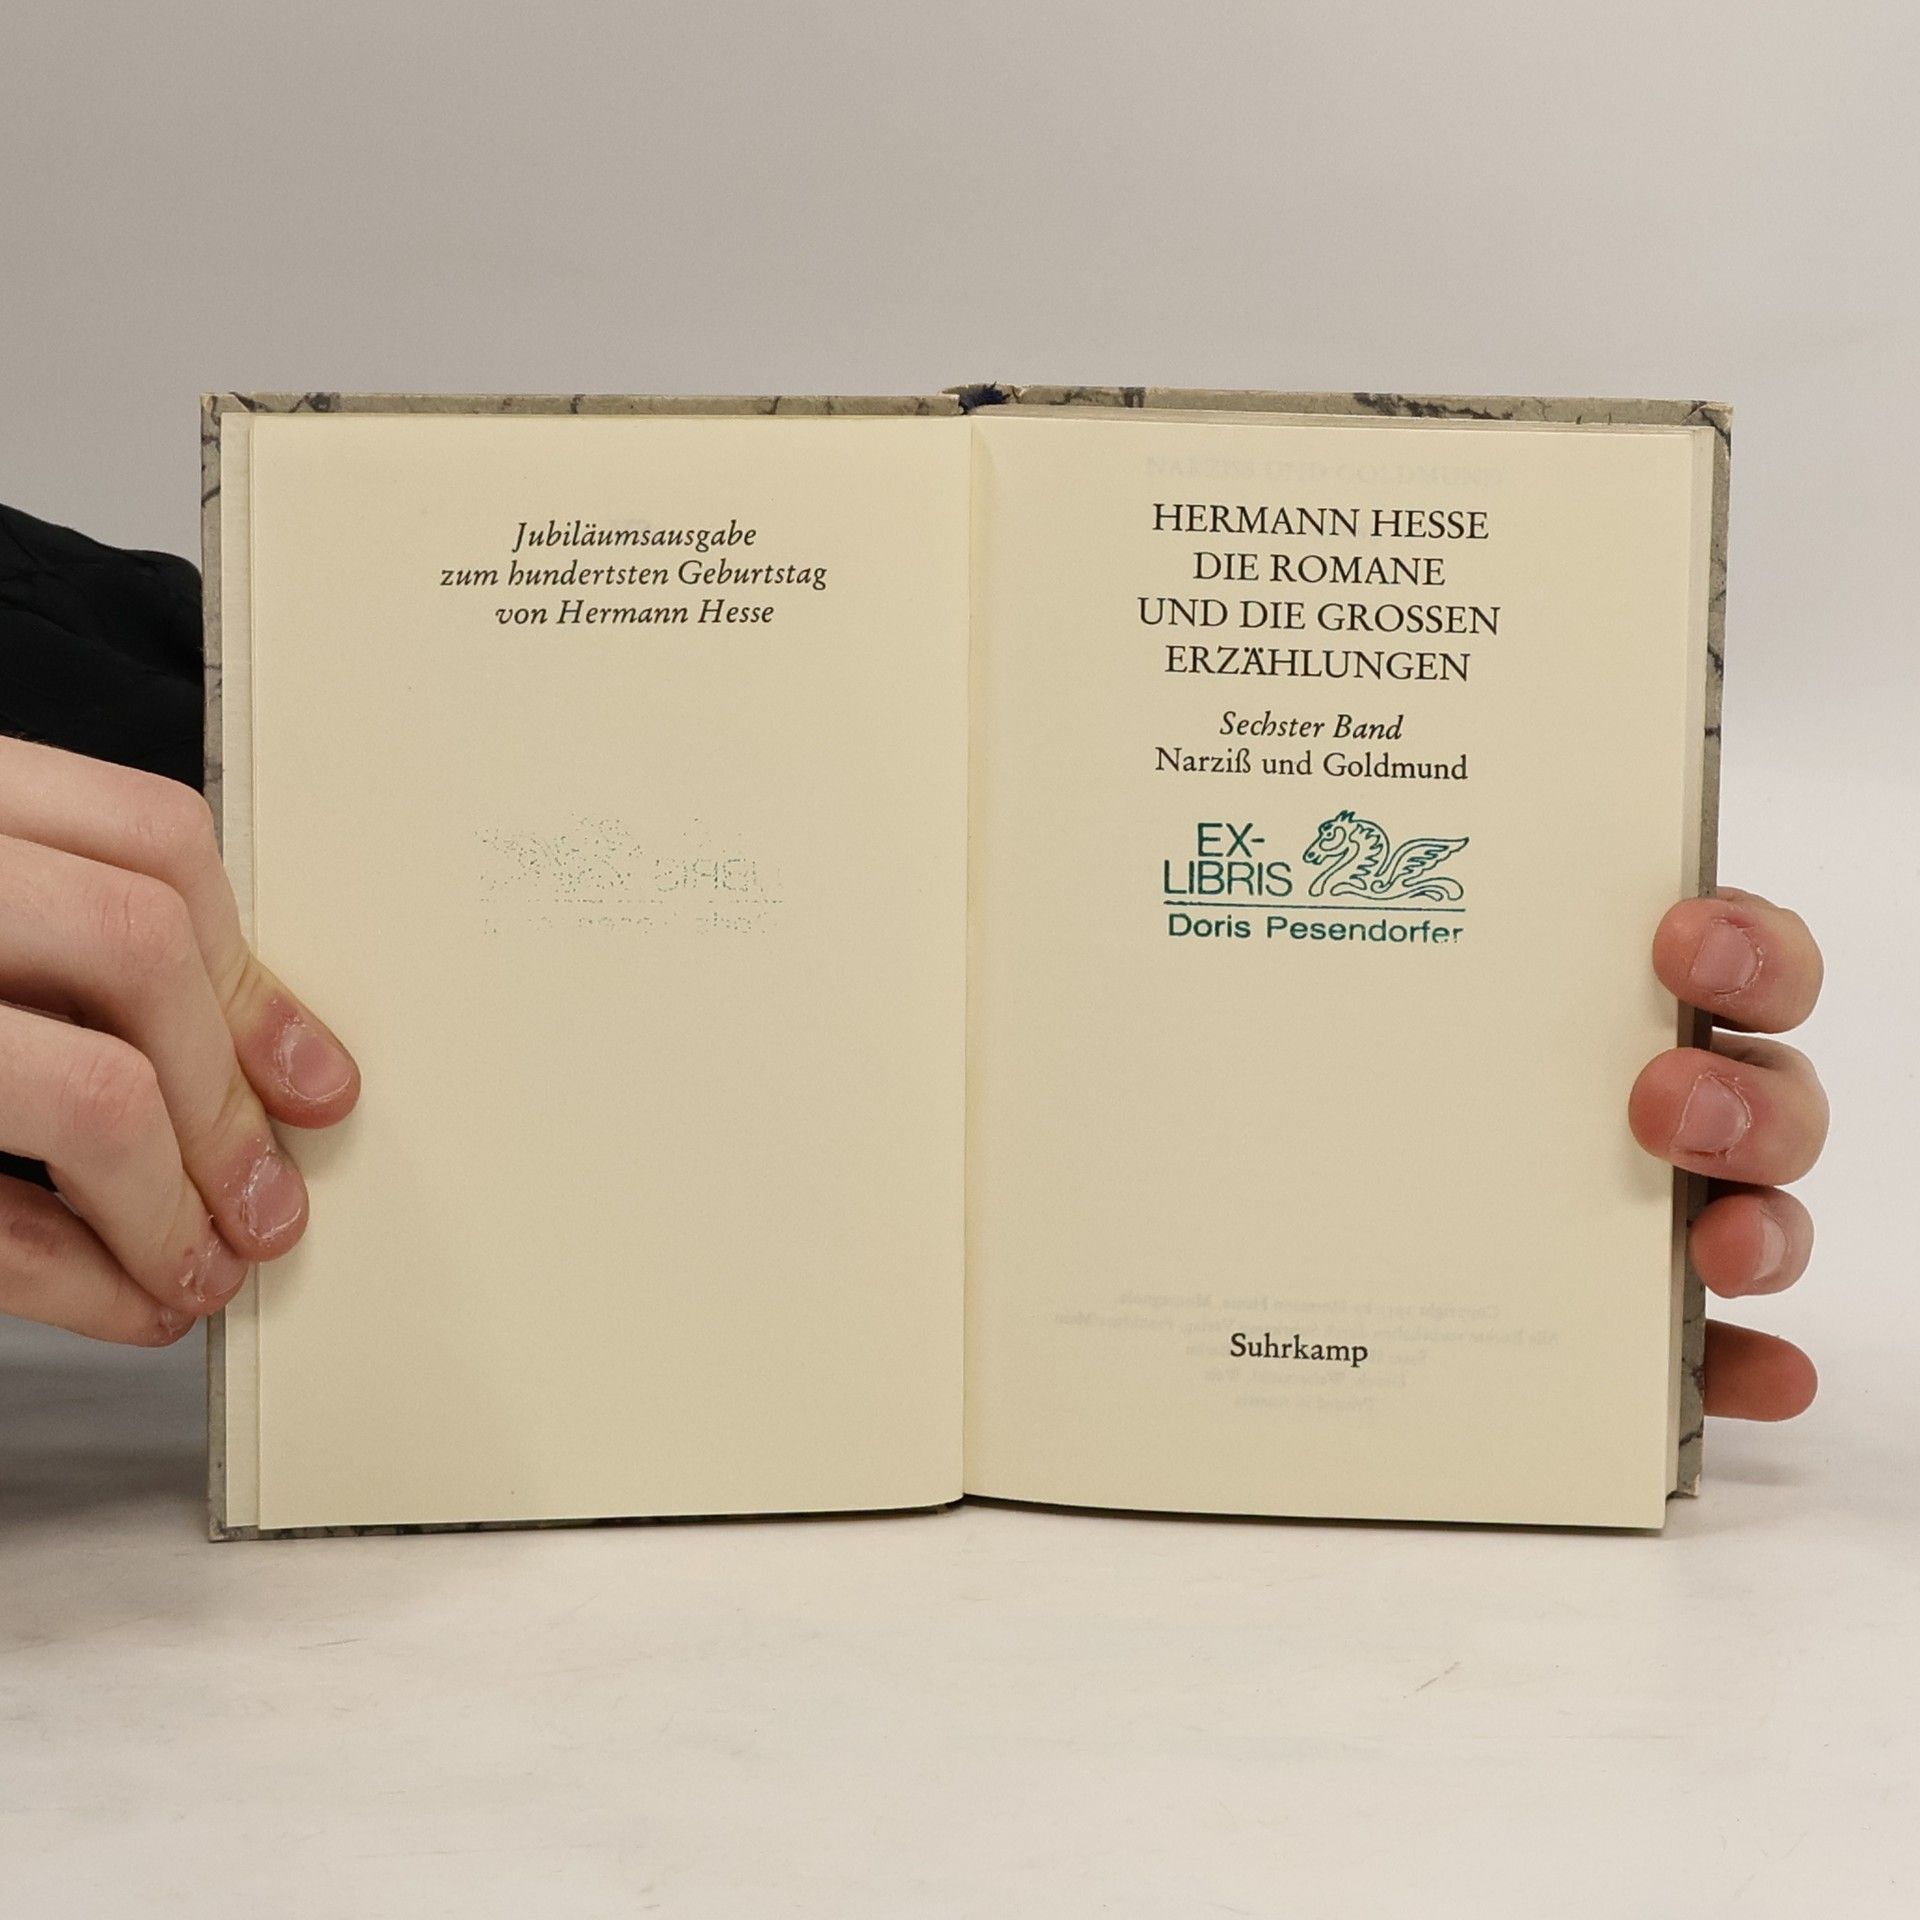 Jubiläumsausgabe
zum hundertsten Geburtstag
von Hermann Hesse
HERMANN HESSE
DIE ROMANE
UND DIE GROSSEN
ERZÄHLUNGEN
Sechster Band
Narziß und Goldmund
EX-
LIBRIS
Doris Pesendorfer
Suhrkamp